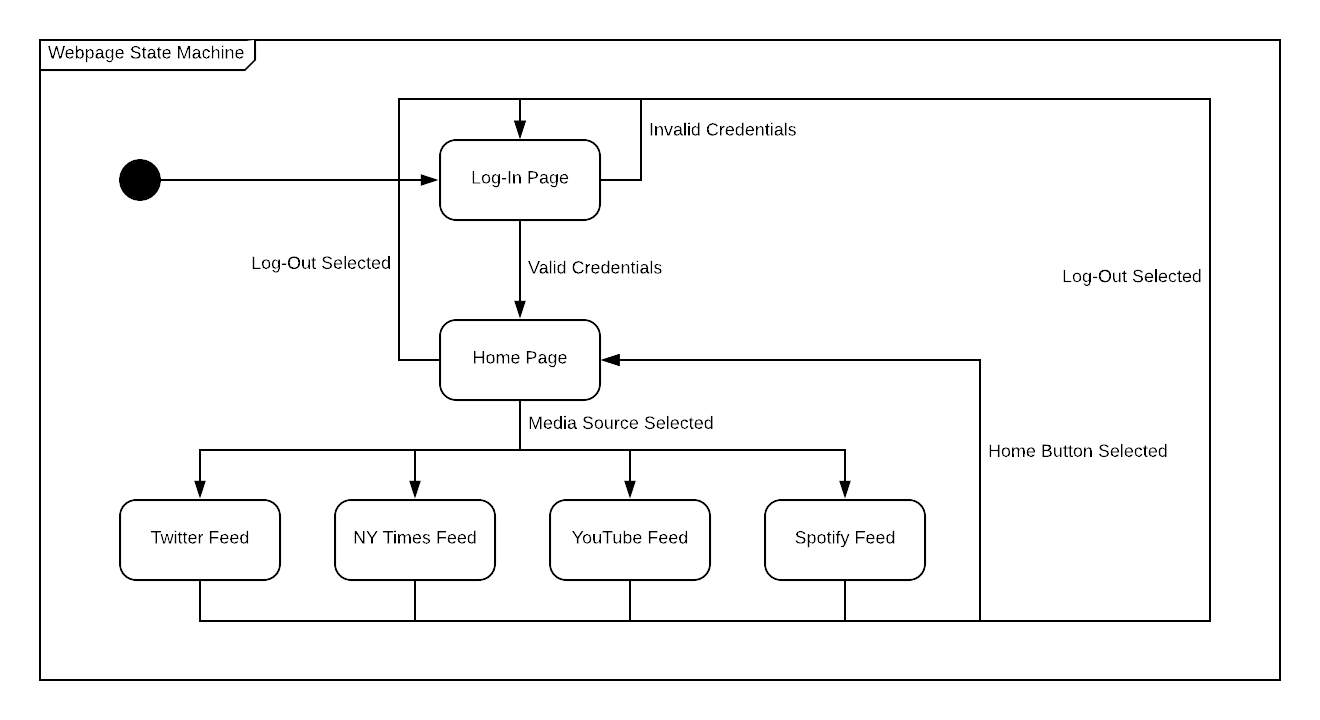 Webpage State Machine
Invalid Credentials
Log-In Page
Log-Out Selected
Valid Credentials
Log-Out Selected
Home Page
Media Source Selected
Home Button Selected
Twitter Feed
NY Times Feed
YouTube Feed
Spotify Feed